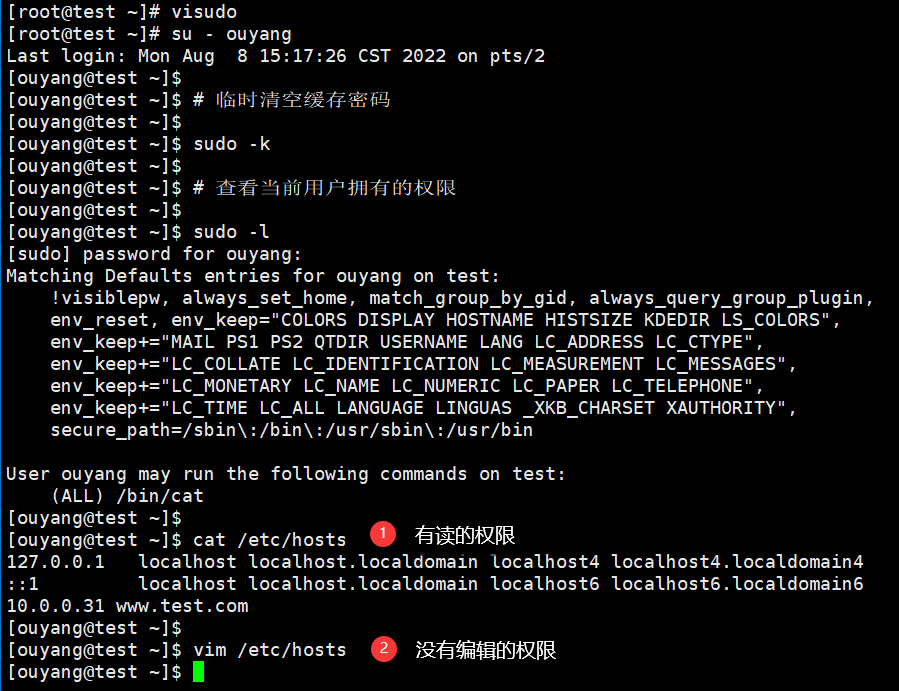 [root@test ~]# visudo
[root@test ~]# su - ouyang
Last login: Mon Aug  8 15:17:26 CST 2022 on pts/2
[ouyang@test ~]$
[ouyang@test ~]$ # 临时清空缓存密码
[ouyang@test ~]$
[ouyang@test ~]$ sudo -k
[ouyang@test ~]$
[ouyang@test ~]$ # 查看当前用户拥有的权限
[ouyang@test ~]$
[ouyang@test ~]$ sudo -l
[sudo] password for ouyang:
Matching Defaults entries for ouyang on test:
    !visiblepw, always_set_home, match_group_by_gid, always_query_group_plugin,
    env_reset, env_keep="COLORS DISPLAY HOSTNAME HISTSIZE KDEDIR LS_COLORS",
    env_keep+="MAIL PS1 PS2 QTDIR USERNAME LANG LC_ADDRESS LC_CTYPE",
    env_keep+="LC_COLLATE LC_IDENTIFICATION LC_MEASUREMENT LC_MESSAGES",
    env_keep+="LC_MONETARY LC_NAME LC_NUMERIC LC_PAPER LC_TELEPHONE",
    env_keep+="LC_TIME LC_ALL LANGUAGE LINGUAS _XKB_CHARSET XAUTHORITY",
    secure_path=/sbin\:/bin\:/usr/sbin\:/usr/bin

User ouyang may run the following commands on test:
    (ALL) /bin/cat
[ouyang@test ~]$
[ouyang@test ~]$ cat /etc/hosts 1 有读的权限
127.0.0.1   localhost localhost.localdomain localhost4 localhost4.localdomain4
::1         localhost localhost.localdomain localhost6 localhost6.localdomain6
10.0.0.31 www.test.com
[ouyang@test ~]$
[ouyang@test ~]$ vim /etc/hosts 2 没有编辑的权限
[ouyang@test ~]$